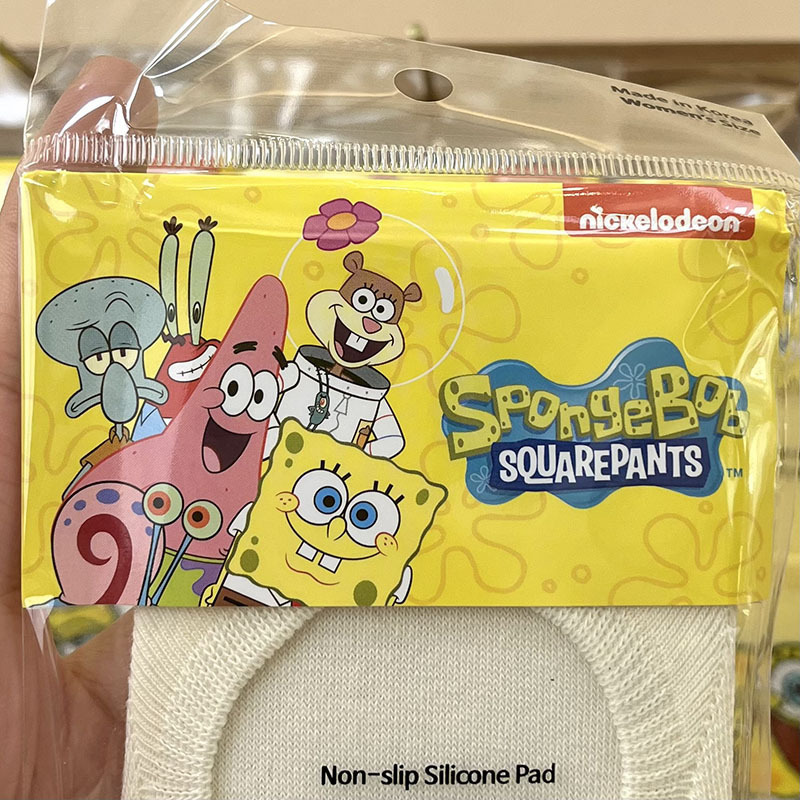 Made in Korea
Women's Size
nickelodeon
SpongeBob
SQUAREPANTS
TM
Non-slip Silicone Pad